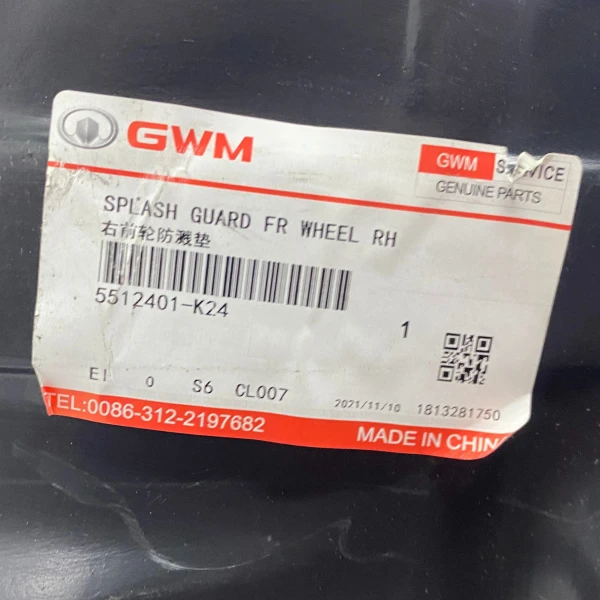 GWM
GWM SERVICE
GENUINE PARTS
SPLASH GUARD FR WHEEL RH
右前轮防溅垫
5512401-K24
1
EI 0 S6 CL007
2021/11/10 1813281750
TEL:0086-312-2197682
MADE IN CHIN